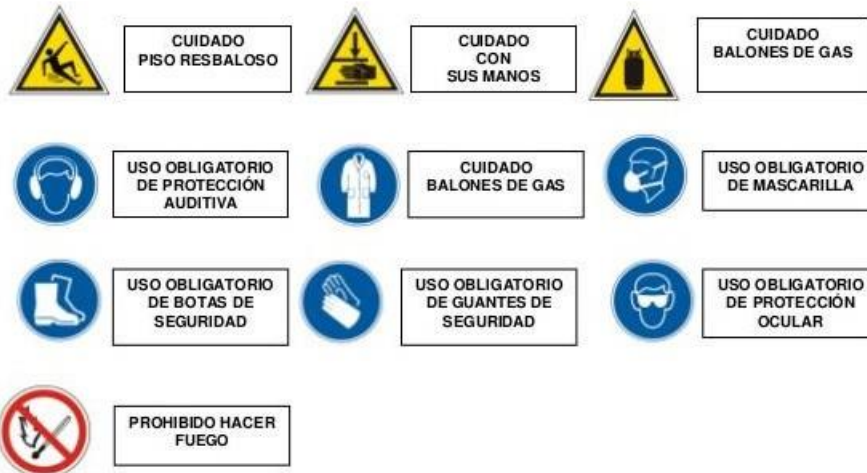 CUIDADO
PISO RESBALOSO
CUIDADO
CON
SUS MANOS
CUIDADO
BALONES DE GAS
USO OBLIGATORIO
DE PROTECCIÓN
AUDITIVA
CUIDADO
BALONES DE GAS
USO OBLIGATORIO
DE MASCARILLA
USO OBLIGATORIO
DE BOTAS DE
SEGURIDAD
USO OBLIGATORIO
DE GUANTES DE
SEGURIDAD
USO OBLIGATORIO
DE PROTECCIÓN
OCULAR
PROHIBIDO HACER
FUEGO